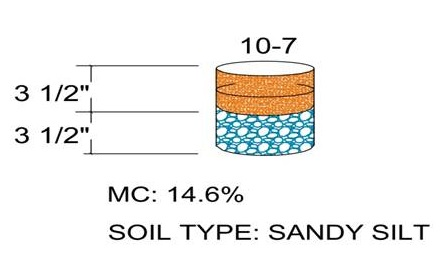 10-7
3 1/2"
3 1/2"
MC: 14.6%
SOIL TYPE: SANDY SILT